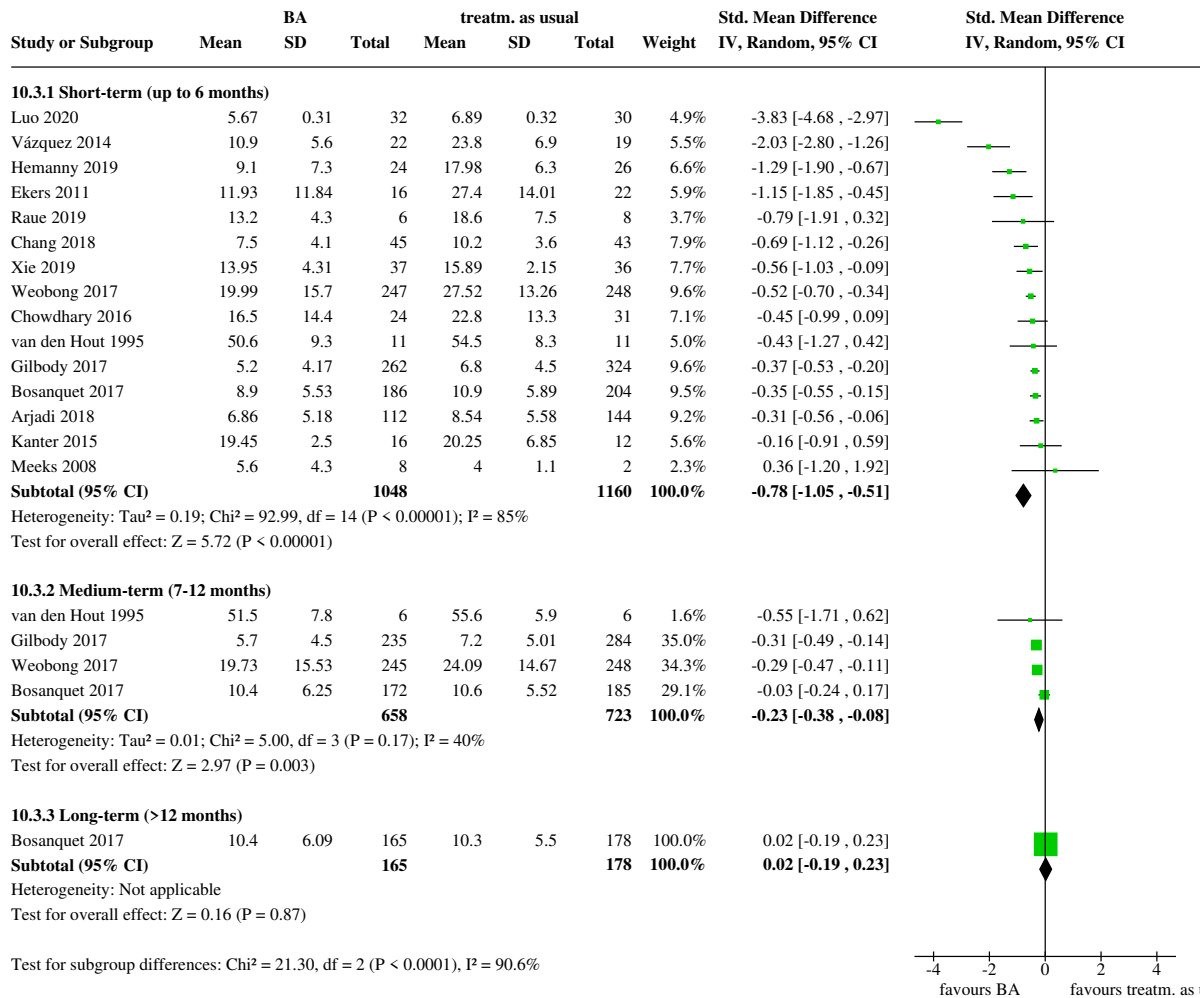 BA treatm. as usual Std. Mean Difference Std. Mean Difference
Study or Subgroup Mean SD Total Mean SD Total Weight IV, Random, 95% CI IV, Random, 95% CI
10.3.1 Short-term (up to 6 months)
Luo 2020 5.67 0.31 32 6.89 0.32 30 4.9% -3.83 [-4.68 , -2.97]
Vázquez 2014 10.9 5.6 22 23.8 6.9 19 5.5% -2.03 [-2.80 , -1.26]
Hemanny 2019 9.1 7.3 24 17.98 6.3 26 6.6% -1.29 [-1.90 , -0.67]
Ekers 2011 11.93 11.84 16 27.4 14.01 22 5.9% -1.15 [-1.85 , -0.45]
Raue 2019 13.2 4.3 6 18.6 7.5 8 3.7% -0.79 [-1.91 , 0.32]
Chang 2018 7.5 4.1 45 10.2 3.6 43 7.9% -0.69 [-1.12 , -0.26]
Xie 2019 13.95 4.31 37 15.89 2.15 36 7.7% -0.56 [-1.03 , -0.09]
Weobong 2017 19.99 15.7 247 27.52 13.26 248 9.6% -0.52 [-0.70 , -0.34]
Chowdhary 2016 16.5 14.4 24 22.8 13.3 31 7.1% -0.45 [-0.99 , 0.09]
van den Hout 1995 50.6 9.3 11 54.5 8.3 11 5.0% -0.43 [-1.27 , 0.42]
Gilbody 2017 5.2 4.17 262 6.8 4.5 324 9.6% -0.37 [-0.53 , -0.20]
Bosanquet 2017 8.9 5.53 186 10.9 5.89 204 9.5% -0.35 [-0.55 , -0.15]
Arjadi 2018 6.86 5.18 112 8.54 5.58 144 9.2% -0.31 [-0.56 , -0.06]
Kanter 2015 19.45 2.5 16 20.25 6.85 12 5.6% -0.16 [-0.91 , 0.59]
Meeks 2008 5.6 4.3 8 4 1.1 2 2.3% 0.36 [-1.20 , 1.92]
Subtotal (95% CI) 1048 1160 100.0% -0.78 [-1.05 , -0.51]
Heterogeneity: Tau² = 0.19; Chi² = 92.99, df = 14 (P < 0.00001); I² = 85%
Test for overall effect: Z = 5.72 (P < 0.00001)
10.3.2 Medium-term (7-12 months)
van den Hout 1995 51.5 7.8 6 55.6 5.9 6 1.6% -0.55 [-1.71 , 0.62]
Gilbody 2017 5.7 4.5 235 7.2 5.01 284 35.0% -0.31 [-0.49 , -0.14]
Weobong 2017 19.73 15.53 245 24.09 14.67 248 34.3% -0.29 [-0.47 , -0.11]
Bosanquet 2017 10.4 6.25 172 10.6 5.52 185 29.1% -0.03 [-0.24 , 0.17]
Subtotal (95% CI) 658 723 100.0% -0.23 [-0.38 , -0.08]
Heterogeneity: Tau² = 0.01; Chi² = 5.00, df = 3 (P = 0.17); I² = 40%
Test for overall effect: Z = 2.97 (P = 0.003)
10.3.3 Long-term (>12 months)
Bosanquet 2017 10.4 6.09 165 10.3 5.5 178 100.0% 0.02 [-0.19 , 0.23]
Subtotal (95% CI) 165 178 100.0% 0.02 [-0.19 , 0.23]
Heterogeneity: Not applicable
Test for overall effect: Z = 0.16 (P = 0.87)
Test for subgroup differences: Chi² = 21.30, df = 2 (P < 0.0001), I² = 90.6%
-4 -2 0 2 4
favours BA favours treatm. as